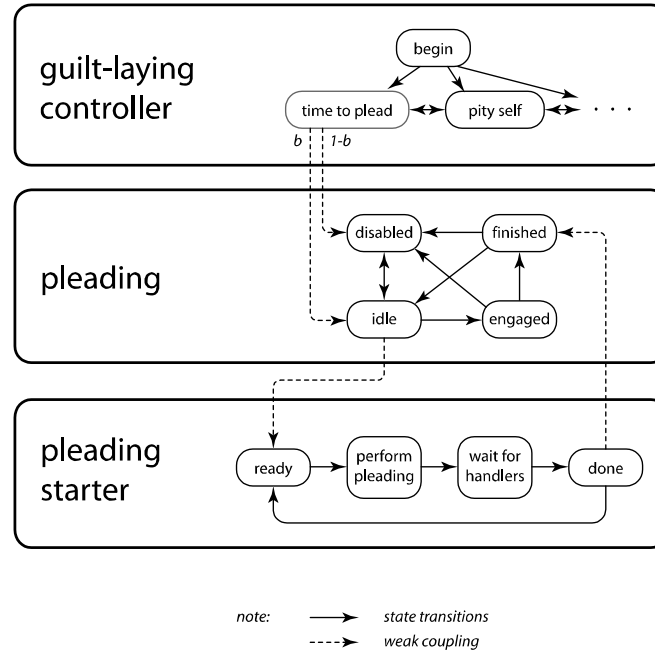 guilt-laying
controller
begin
time to plead
pity self
. . .
b
1-b
pleading
disabled
finished
idle
engaged
pleading
starter
ready
perform
pleading
wait for
handlers
done
note:
state transitions
weak coupling